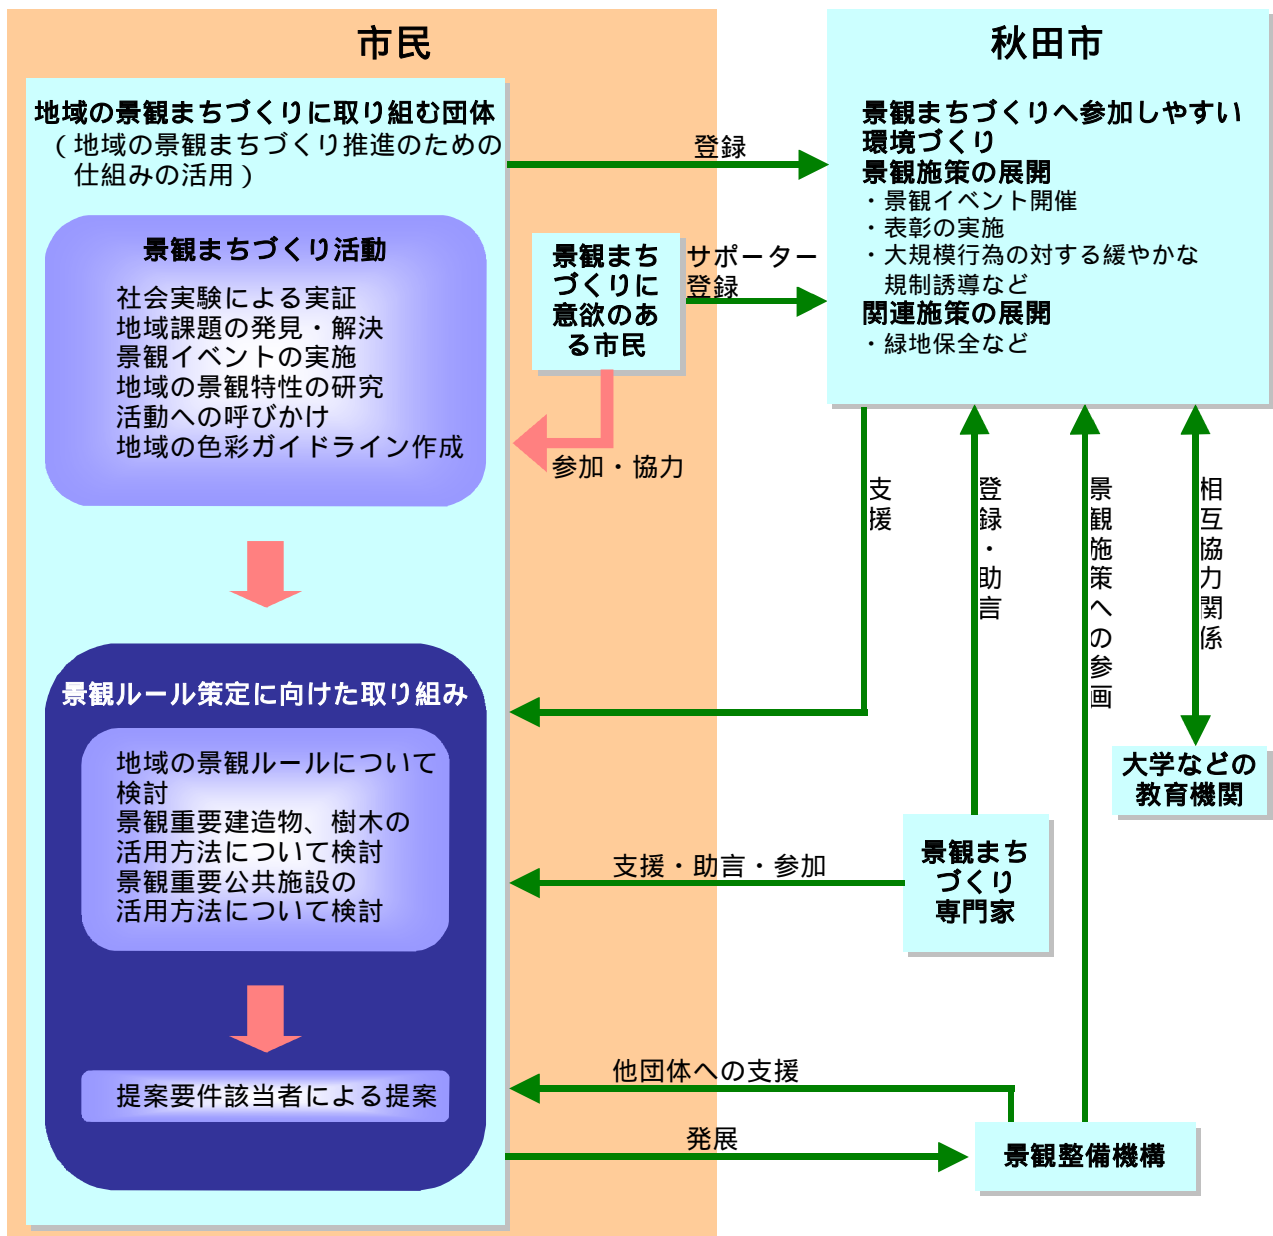 市民
地域の景観まちづくりに取り組む団体
（地域の景観まちづくり推進のための
仕組みの活用）
景観まちづくり活動
社会実験による実証
地域課題の発見・解決
景観イベントの実施
地域の景観特性の研究
活動への呼びかけ
地域の色彩ガイドライン作成
景観ルール策定に向けた取り組み
地域の景観ルールについて
検討
景観重要建造物、樹木の
活用方法について検討
景観重要公共施設の
活用方法について検討
提案要件該当者による提案
景観まち
づくりに
意欲のあ
る市民
参加・協力
登録
サポーター
登録
秋田市
景観まちづくりへ参加しやすい
環境づくり
景観施策の展開
・景観イベント開催
・表彰の実施
・大規模行為の対する緩やかな
規制誘導など
関連施策の展開
・緑地保全など
支援
登録・助言
景観施策への参画
相互協力関係
大学などの
教育機関
景観まち
づくり
専門家
支援・助言・参加
他団体への支援
発展
景観整備機構